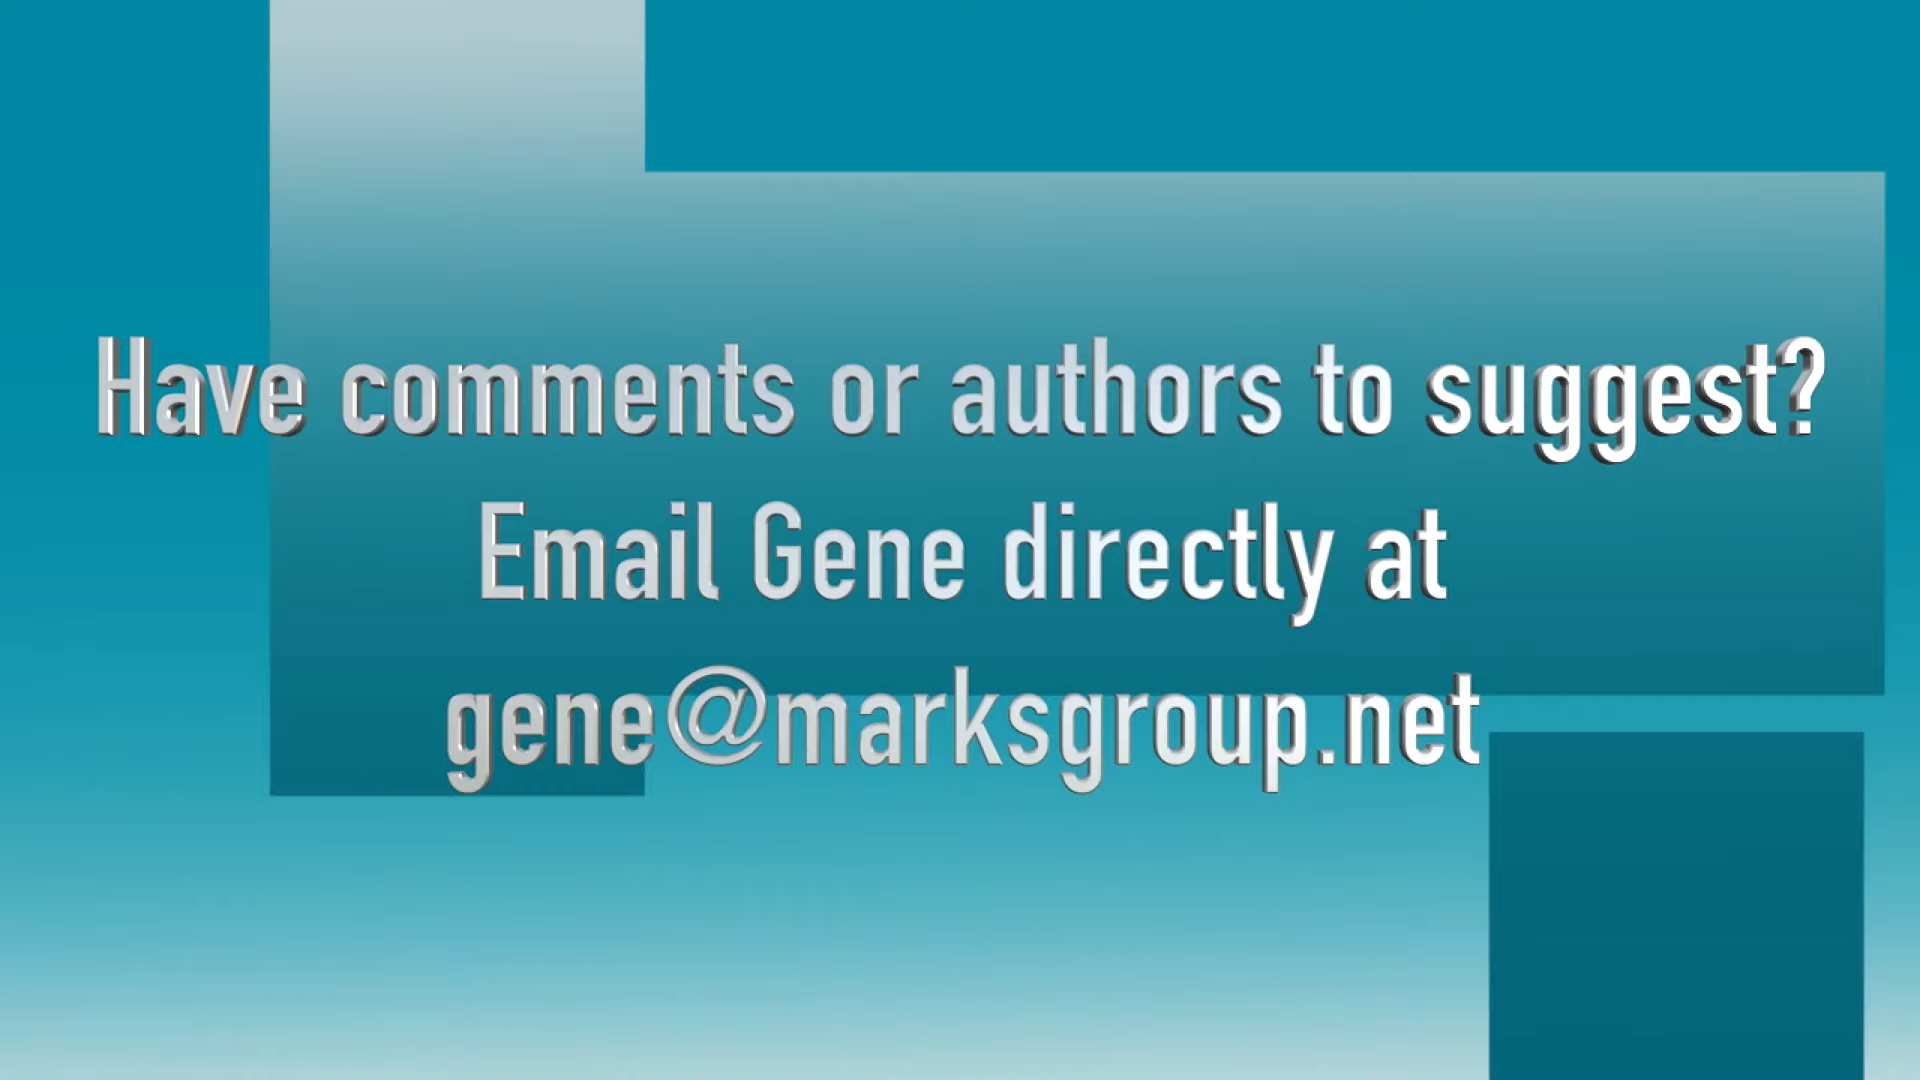 Have comments or authors to suggest?
Email Gene directly at
gene@marksgroup.net